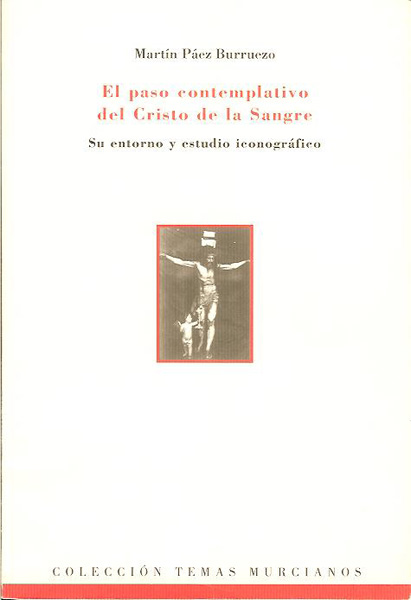 Martín Páez Burruezo
El paso contemplativo
del Cristo de la Sangre
Su entorno y estudio iconográfico
COLECCIÓN TEMAS MURCIANOS